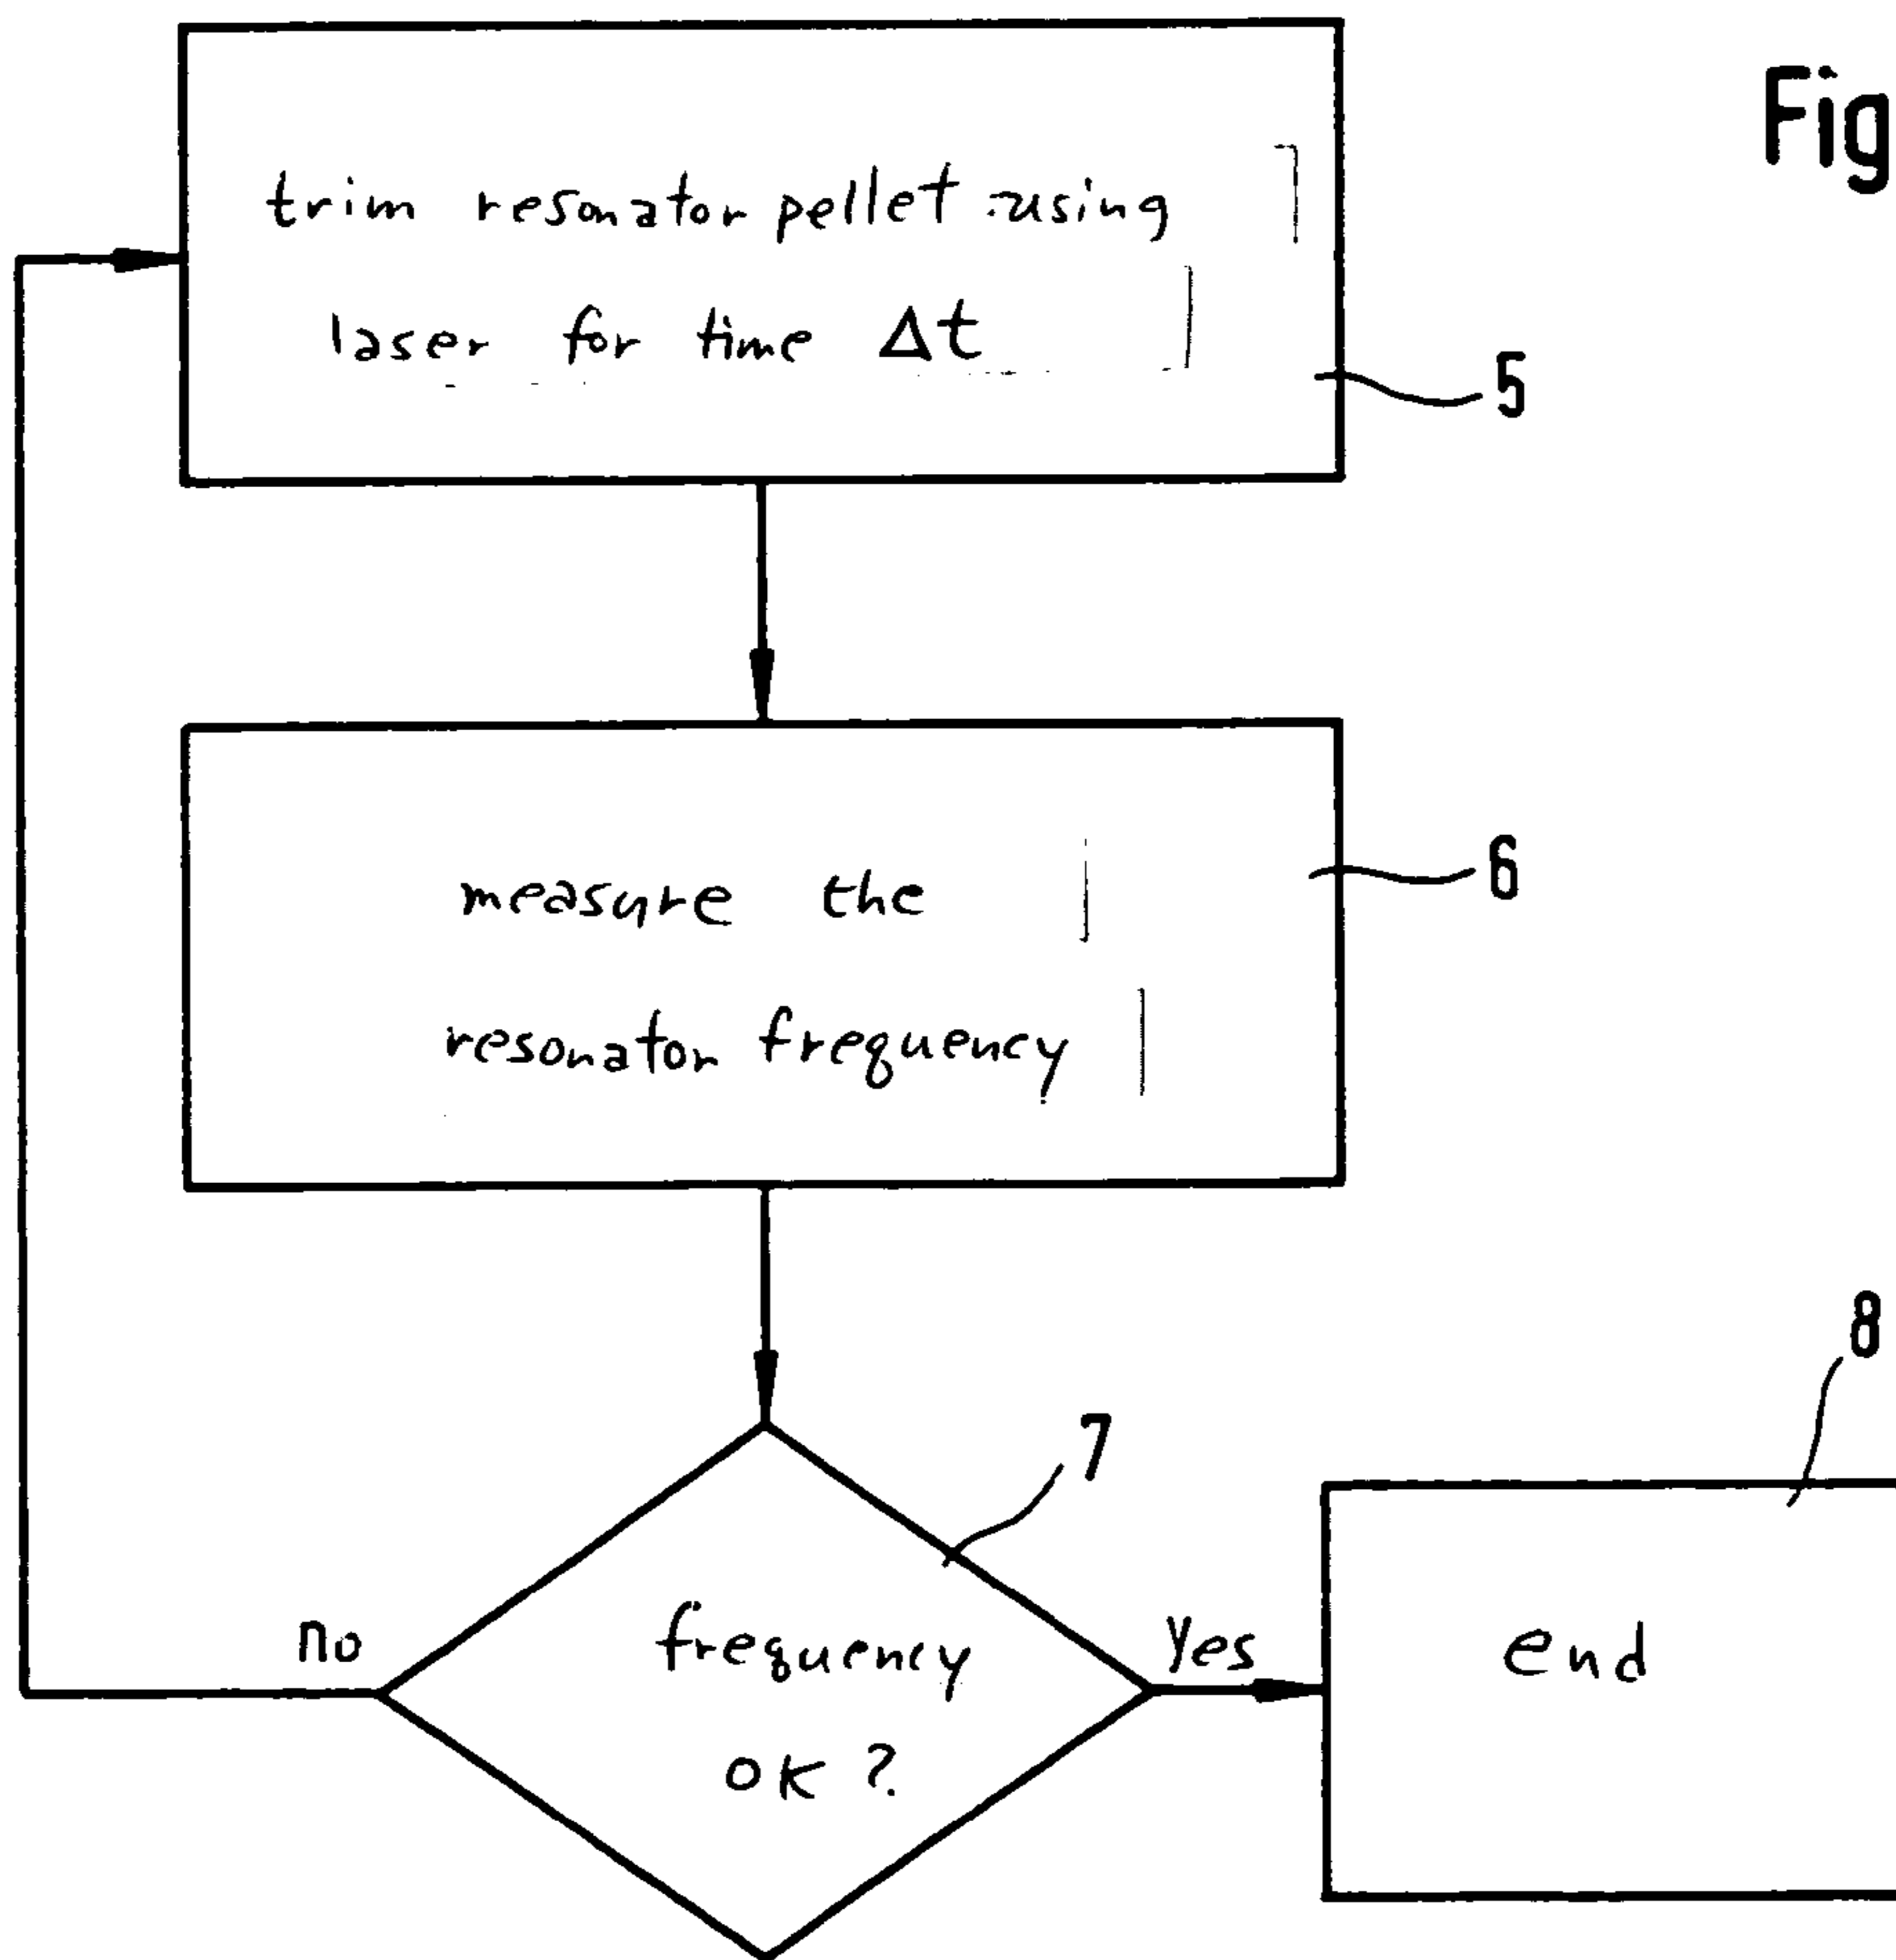 Fig
trim resonator pellet using
laser for time Δt
5
measure the
6
resonator frequency
8
7
no
frequency
ok?
yes
end